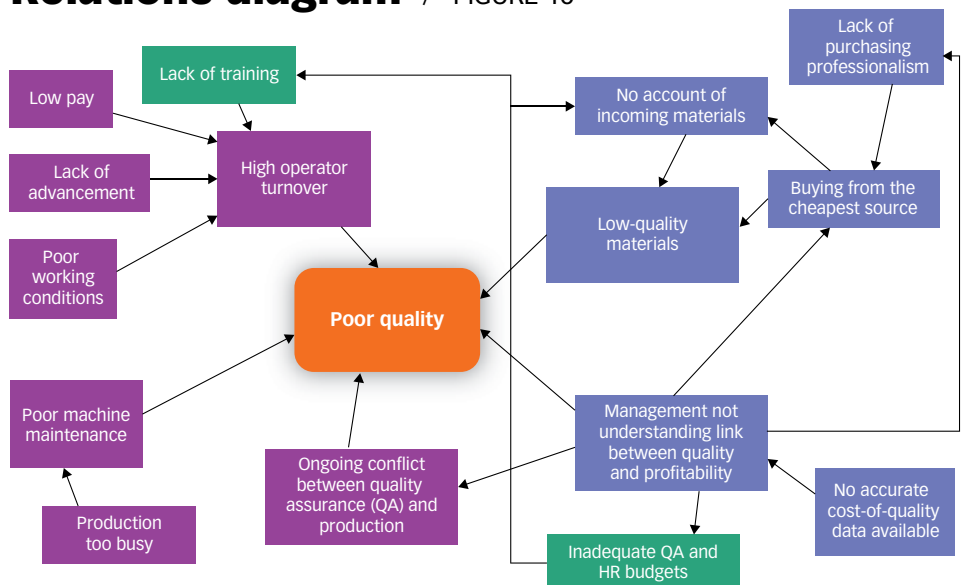 Relations diagram / FIGURE 10
Lack of
purchasing
professionalism
Lack of training
Low pay
No account of
incoming materials
High operator
turnover
Lack of
advancement
Buying from the
cheapest source
Low-quality
materials
Poor
working
conditions
Poor quality
Poor machine
maintenance
Management not
understanding link
between quality
and profitability
Ongoing conflict
between quality
assurance (QA) and
production
No accurate
cost-of-quality
data available
Production
too busy
Inadequate QA and
HR budgets